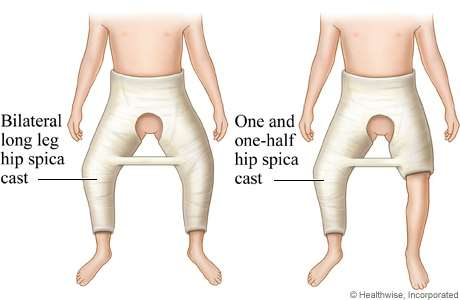 Bilateral
long leg
hip spica
cast
One and
one-half
hip spica
cast
© Healthwise, Incorporated